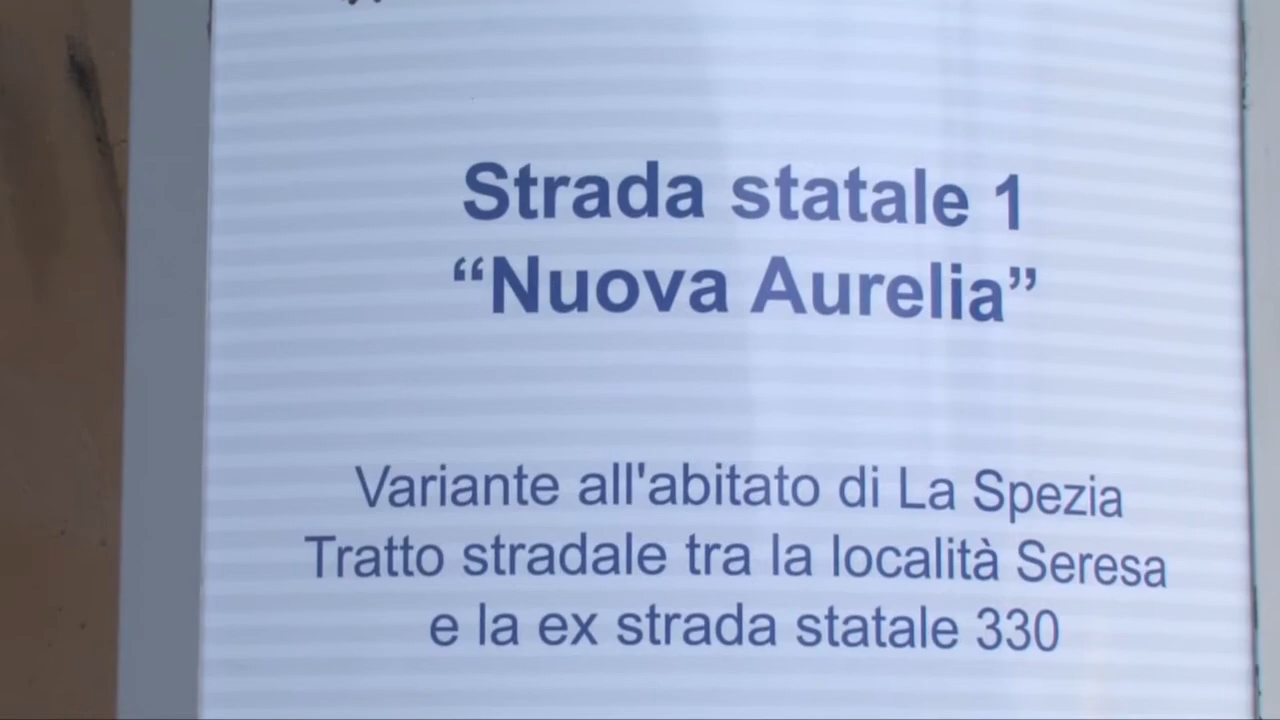 Strada statale 1
“Nuova Aurelia”
Variante all'abitato di La Spezia
Tratto stradale tra la località Seresa
e la ex strada statale 330